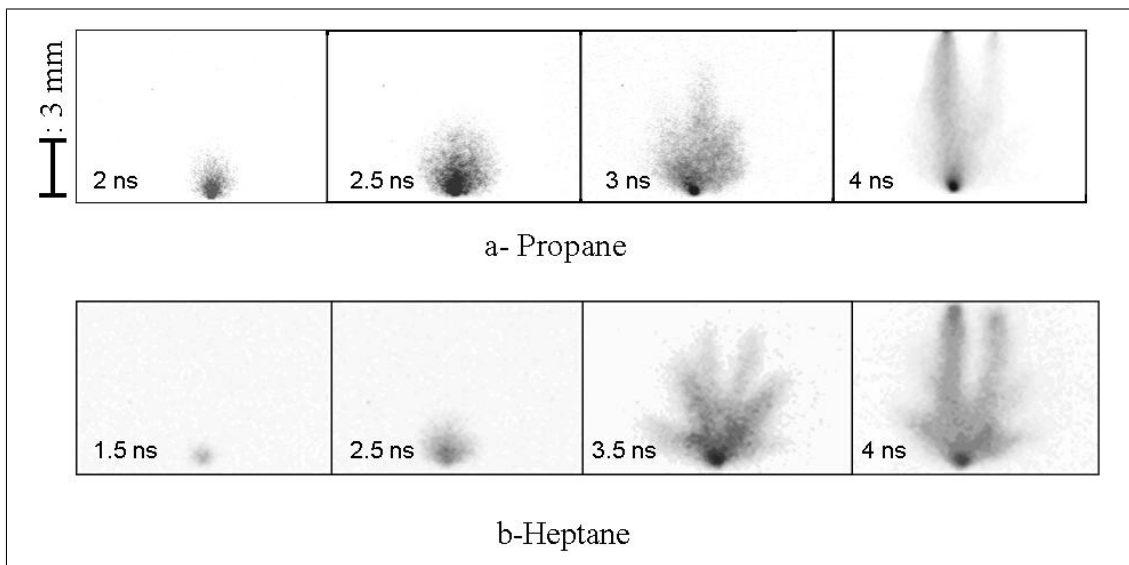 : 3 mm
2 ns
2.5 ns
3 ns
4 ns
a- Propane
1.5 ns
2.5 ns
3.5 ns
4 ns
b-Heptane